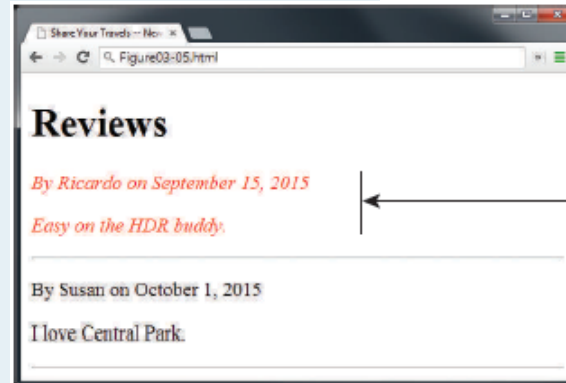 Share Your Travels -- Nev
Figure03-05.html
Reviews
By Ricardo on September 15, 2015
Easy on the HDR buddy.
By Susan on October 1, 2015
I love Central Park.